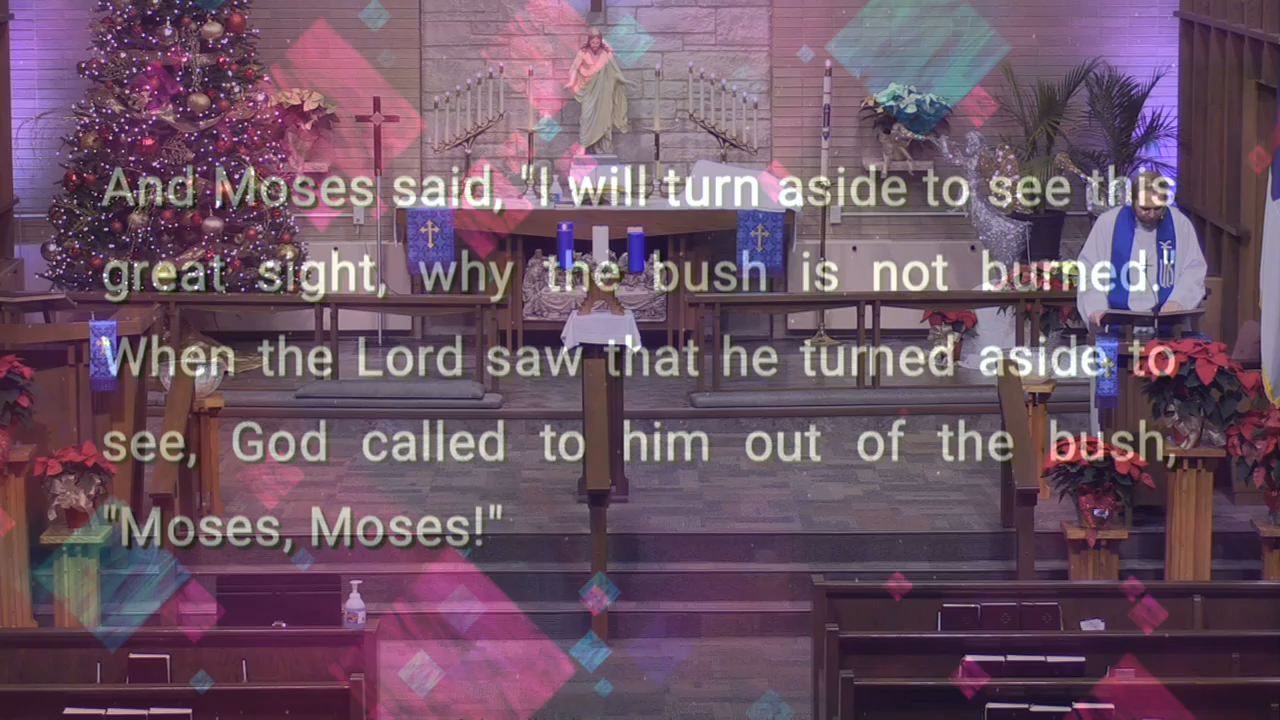 And Moses said, "I will turn aside to see this
great sight, why the bush is not burned.
When the Lord saw that he turned aside to
see, God called to him out of the bush,
"Moses, Moses!"